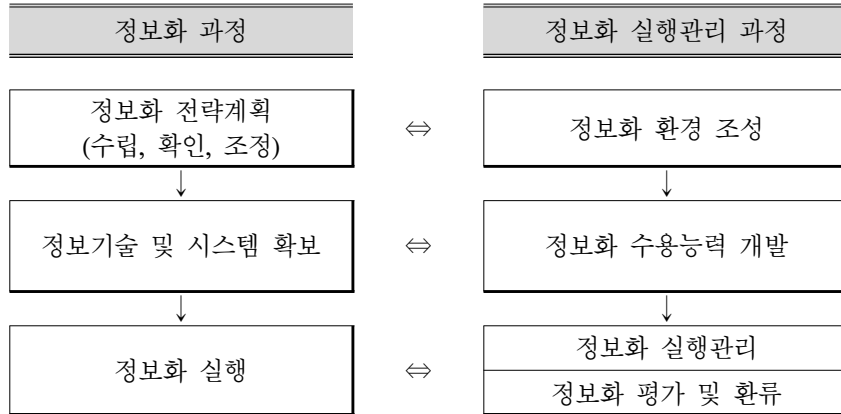 정보화 과정
정보화 실행관리 과정
정보화 전략계획
(수립, 확인, 조정)
⇔
정보화 환경 조성
↓
↓
정보기술 및 시스템 확보
⇔
정보화 수용능력 개발
↓
↓
정보화 실행
⇔
정보화 실행관리
정보화 평가 및 환류